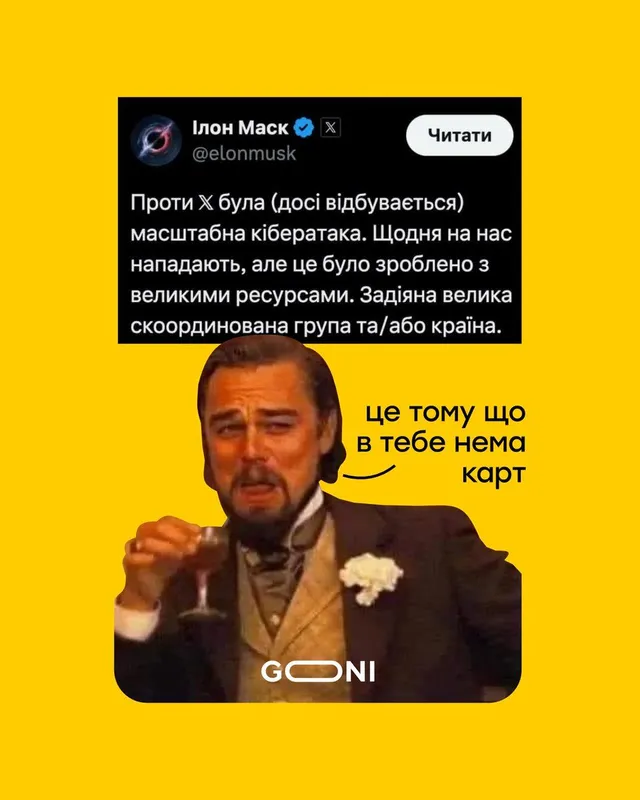 Ілон Маск
@elonmusk
Читати
Проти 𝕏 була (досі відбувається)
масштабна кібератака. Щодня на нас
нападають, але це було зроблено з
великими ресурсами. Задіяна велика
скоординована група та/або країна.
це тому що
в тебе нема
карт
GOONI